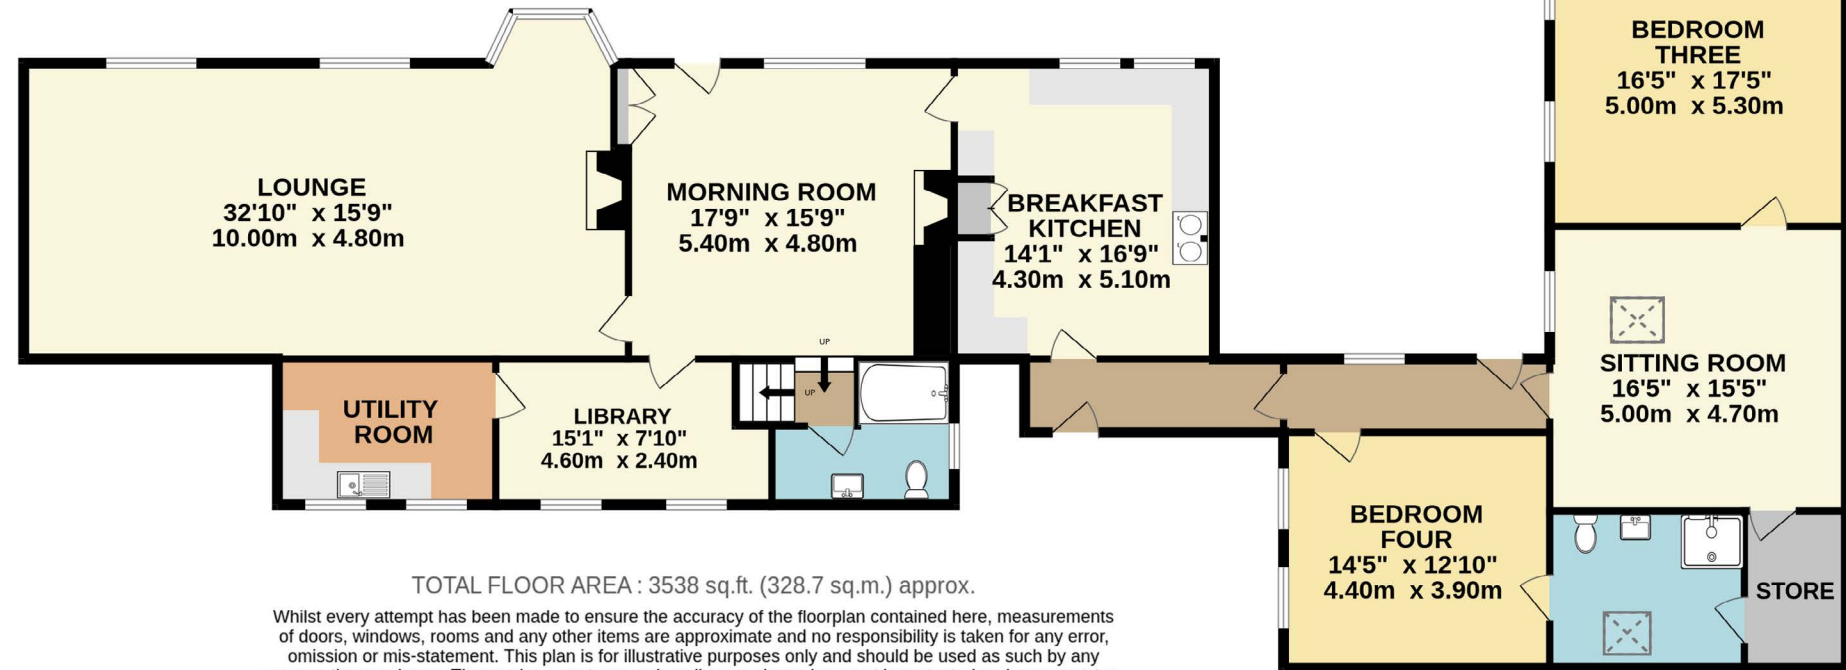 BEDROOM
THREE
16'5" x 17'5"
5.00m x 5.30m
LOUNGE
32'10" x 15'9"
10.00m x 4.80m
MORNING ROOM
17'9" x 15'9"
5.40m x 4.80m
BREAKFAST
KITCHEN
14'1" x 16'9"
4.30m x 5.10m
UP
SITTING ROOM
16'5" x 15'5"
5.00m x 4.70m
UTILITY
ROOM
LIBRARY
15'1" x 7'10"
4.60m x 2.40m
UP
BEDROOM
FOUR
14'5" x 12'10"
4.40m x 3.90m
STORE
TOTAL FLOOR AREA : 3538 sq.ft. (328.7 sq.m.) approx.
Whilst every attempt has been made to ensure the accuracy of the floorplan contained here, measurements
of doors, windows, rooms and any other items are approximate and no responsibility is taken for any error,
omission or mis-statement. This plan is for illustrative purposes only and should be used as such by any